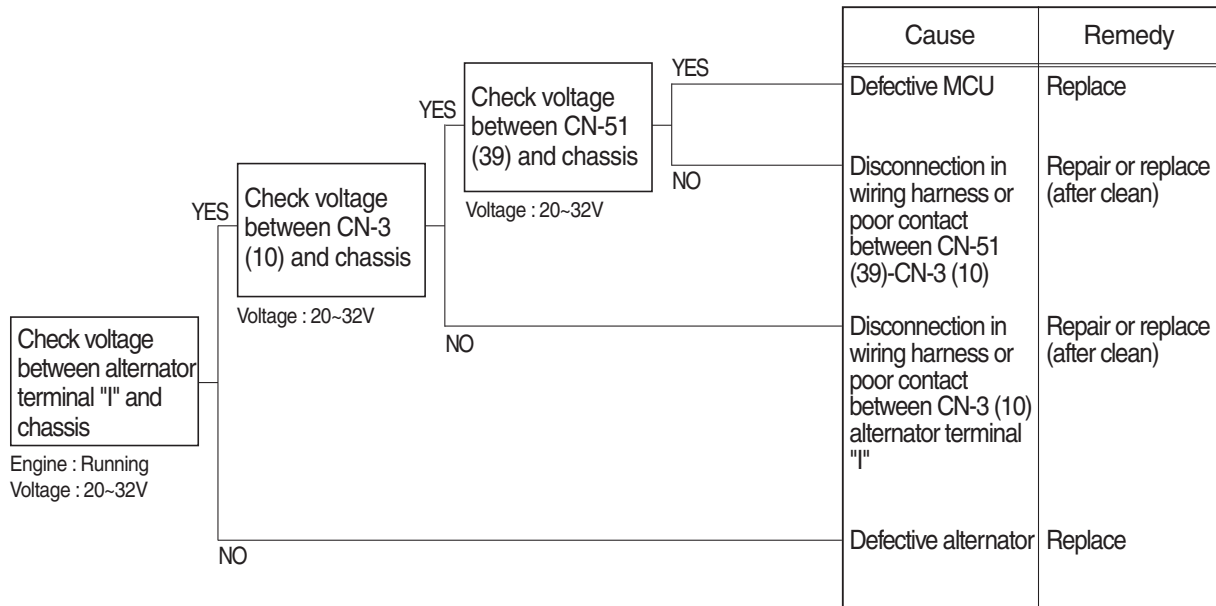 Cause
Remedy
YES
Check voltage
between CN-51
(39) and chassis
YES
Defective MCU
Replace
NO
Voltage : 20~32V
Disconnection in
wiring harness or
poor contact
between CN-51
(39)-CN-3 (10)
Repair or replace
(after clean)
YES
Check voltage
between CN-3
(10) and chassis
Voltage : 20~32V
NO
Disconnection in
wiring harness or
poor contact
between CN-3 (10)
alternator terminal
"I"
Repair or replace
(after clean)
Check voltage
between alternator
terminal "I" and
chassis
Engine : Running
Voltage : 20~32V
NO
Defective alternator
Replace